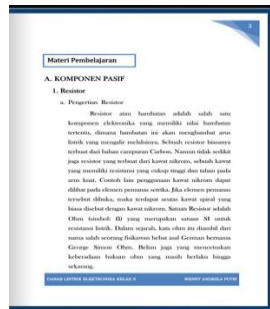 3
Materi Pembelajaran
A. KOMPONEN PASIF
1. Resistor
a. Pengertian Resistor
Resistor atau hambatan adalah salah satu
komponen elektronika yang memiliki nilai hambatan
tertentu, dimana hambatan ini akan menghambat arus
listrik yang mengalir melaluinya. Sebuah resistor biasanya
terbuat dari bahan campuran Carbon. Namun tidak sedikit
juga resistor yang terbuat dari kawat nikrom, sebuah kawat
yang memiliki resistansi yang cukup tinggi dan tahan pada
arus kuat. Contoh lain penggunaan kawat nikrom dapat
dilihat pada elemen pemanas setrika. Jika elemen pemanas
tersebut dibuka, maka terdapat seutas kawat spiral yang
biasa disebut dengan kawat nikrom. Satuan Resistor adalah
Ohm (simbol: Ω) yang merupakan satuan SI untuk
resistansi listrik. Dalam sejarah, kata ohm itu diambil dari
nama salah seorang fisikawan hebat asal German bernama
George Simon Ohm. Beliau juga yang mencetuskan
keberadaan hukum ohm yang masih berlaku hingga
sekarang.
DASAR LISTRIK ELEKTRONIKA KELAS X
WENNY ANDRELA PUTRI